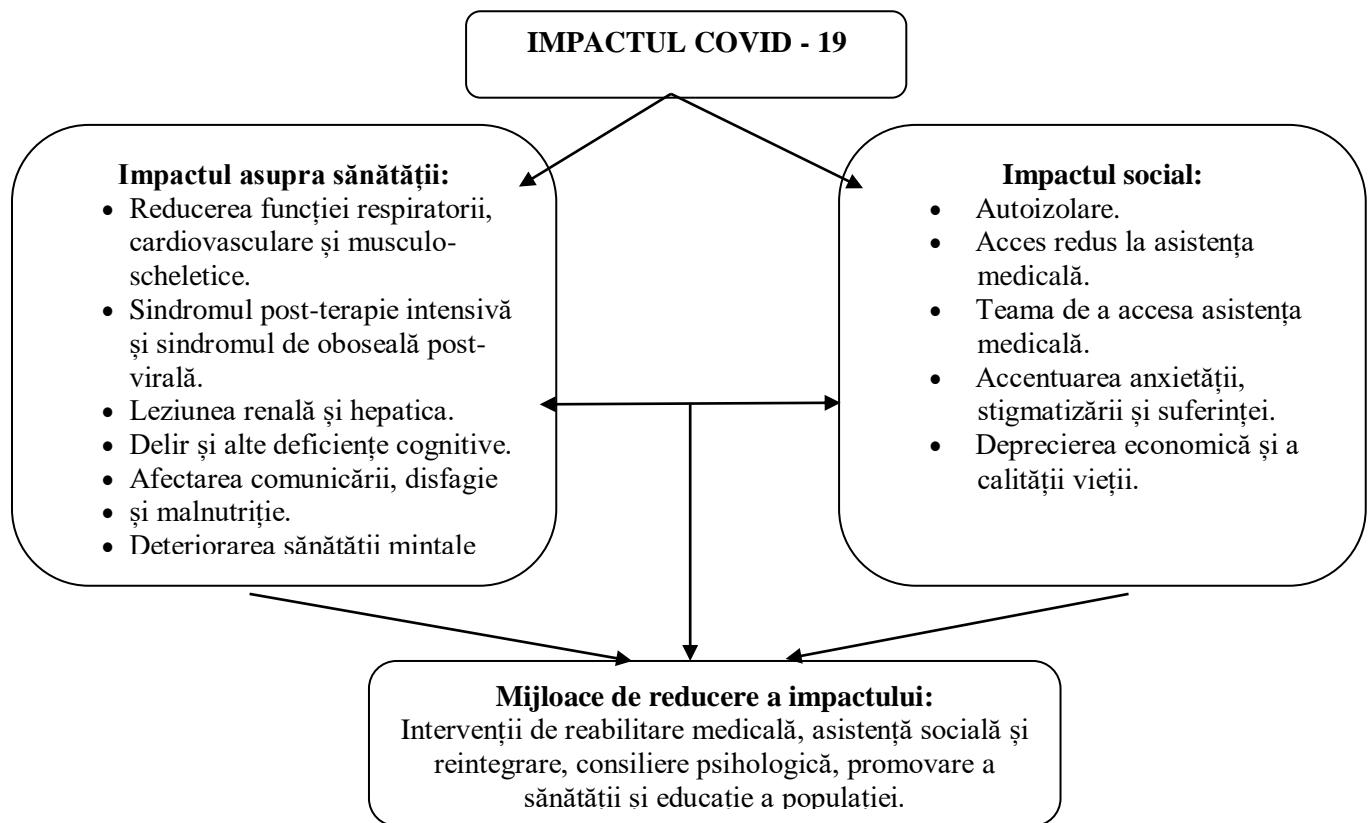 IMPACTUL COVID - 19
Impactul asupra sănătății:
• Reducerea funcției respiratorii,
cardiovasculare și musculo-
scheletice.
• Sindromul post-terapie intensivă
și sindromul de oboseală post-
virală.
• Leziunea renală și hepatica.
• Delir și alte deficiențe cognitive.
• Afectarea comunicării, disfagie
• și malnutriție.
• Deteriorarea sănătății mintale
Impactul social:
• Autoizolare.
• Acces redus la asistența
medicală.
• Teama de a accesa asistența
medicală.
• Accentuarea anxietății,
stigmatizării și suferinței.
• Deprecierea economică și a
calității vieții.
Mijloace de reducere a impactului:
Intervenții de reabilitare medicală, asistență socială și
reintegrare, consiliere psihologică, promovare a
sănătății și educație a populației.